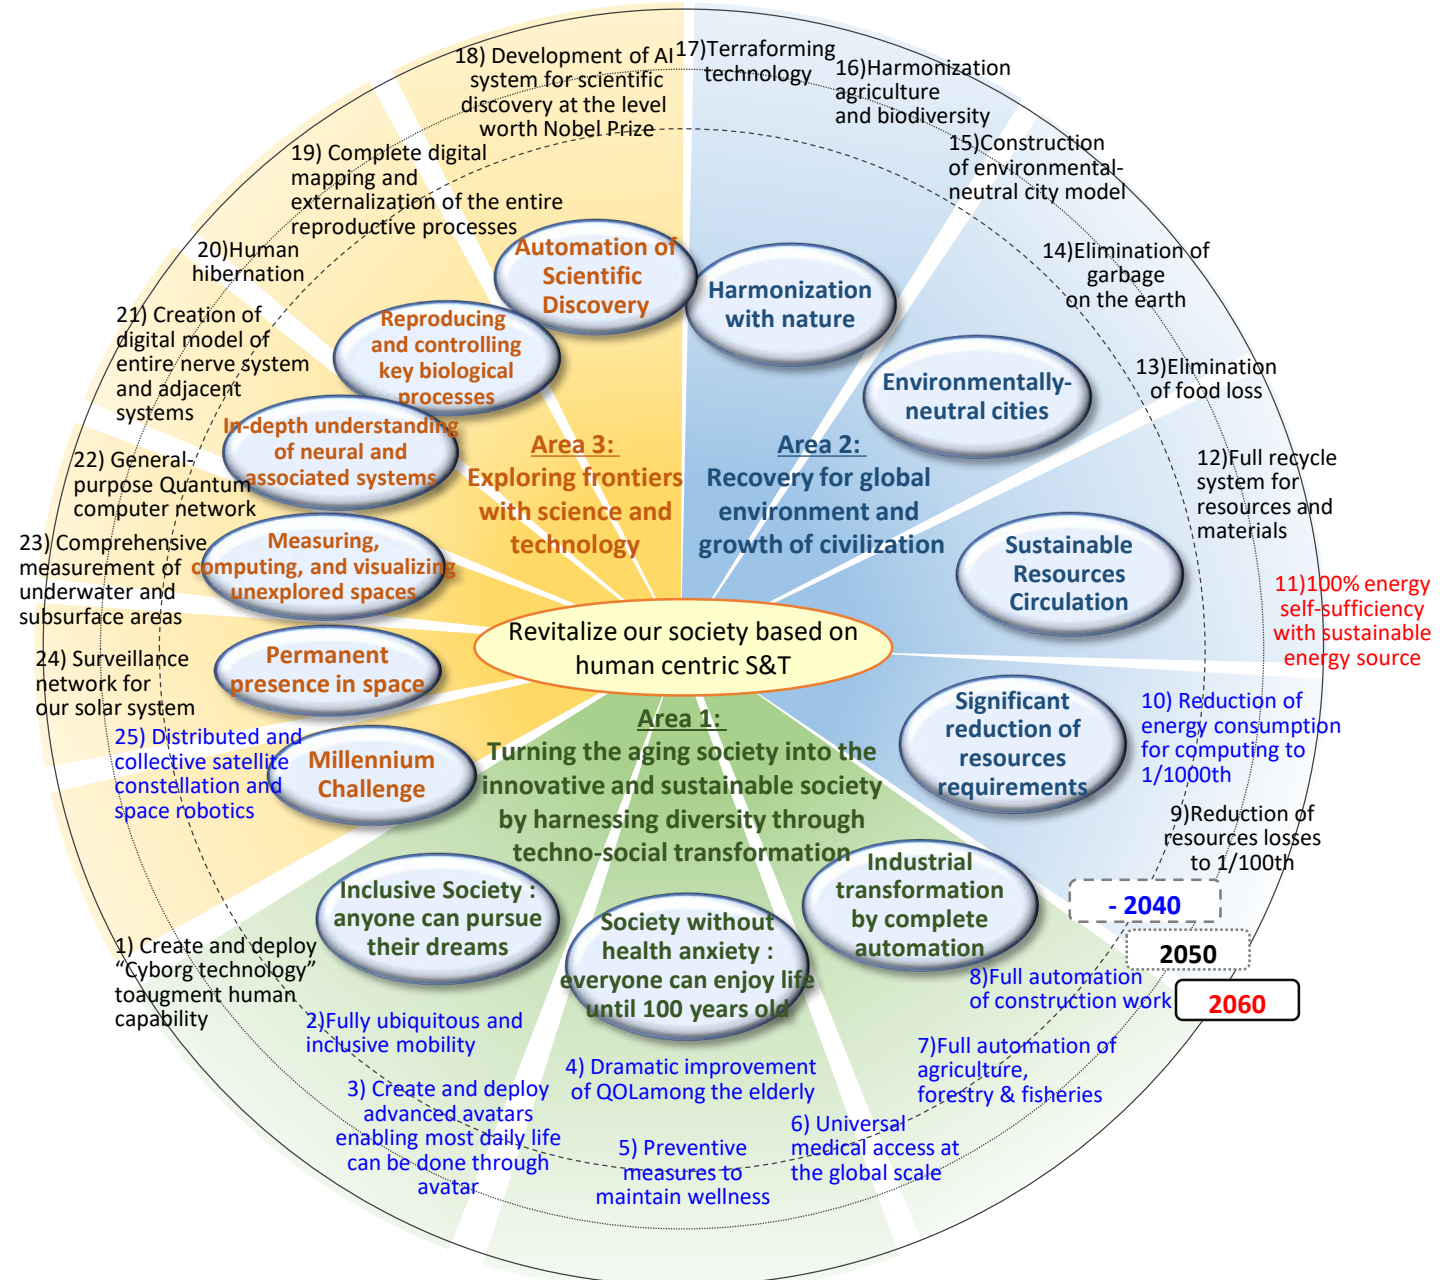 18) Development of AI
system for scientific
discovery at the level
worth Nobel Prize
17)Terraforming
technology
16)Harmonization
agriculture
and biodiversity
15)Construction
of environmental-
neutral city model
14)Elimination of
garbage
on the earth
13)Elimination
of food loss
12)Full recycle
system for
resources and
materials
11)100% energy
self-sufficiency
with sustainable
energy source
10) Reduction of
energy consumption
for computing to
1/1000th
9)Reduction of
resources losses
to 1/100th
- 2040
2050
2060
8)Full automation
of construction work
7)Full automation of
agriculture,
forestry & fisheries
6) Universal
medical access at
the global scale
5) Preventive
measures to
maintain wellness
4) Dramatic improvement
of QOLamong the elderly
3) Create and deploy
advanced avatars
enabling most daily life
can be done through
avatar
2)Fully ubiquitous and
inclusive mobility
1) Create and deploy
“Cyborg technology”
toaugment human
capability
25) Distributed and
collective satellite
constellation and
space robotics
24) Surveillance
network for
our solar system
23) Comprehensive
measurement of
underwater and
subsurface areas
22) General-
purpose Quantum
computer network
21) Creation of
digital model of
entire nerve system
and adjacent
systems
20)Human
hibernation
19) Complete digital
mapping and
externalization of the entire
reproductive processes
Automation of
Scientific
Discovery
Reproducing
and controlling
key biological
processes
In-depth understanding
of neural and
associated systems
Measuring,
computing, and visualizing
unexplored spaces
Permanent
presence in space
Millennium
Challenge
Area 3:
Exploring frontiers
with science and
technology
Harmonization
with nature
Environmentally-
neutral cities
Sustainable
Resources
Circulation
Significant
reduction of
resources
requirements
Area 2:
Recovery for global
environment and
growth of civilization
Revitalize our society based on
human centric S&T
Area 1:
Turning the aging society into the
innovative and sustainable society
by harnessing diversity through
techno-social transformation
Inclusive Society :
anyone can pursue
their dreams
Society without
health anxiety :
everyone can enjoy life
until 100 years old
Industrial
transformation
by complete
automation